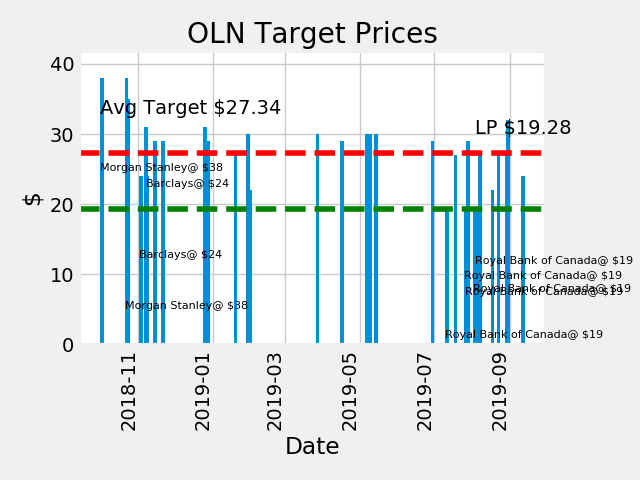 OLN Target Prices
40
Avg Target $27.34
LP $19.28
30
Morgan Stanley@ $38
Barclays@ $24
20
Barclays@ $24
Royal Bank of Canada@ $19
10
Royal Bank of Canada@ $19
Royal Bank of Canada@ $19
Royal Bank of Canada@ $19
Morgan Stanley@ $38
Royal Bank of Canada@ $19
0
$
2018-11
2019-01
2019-03
2019-05
2019-07
2019-09
Date